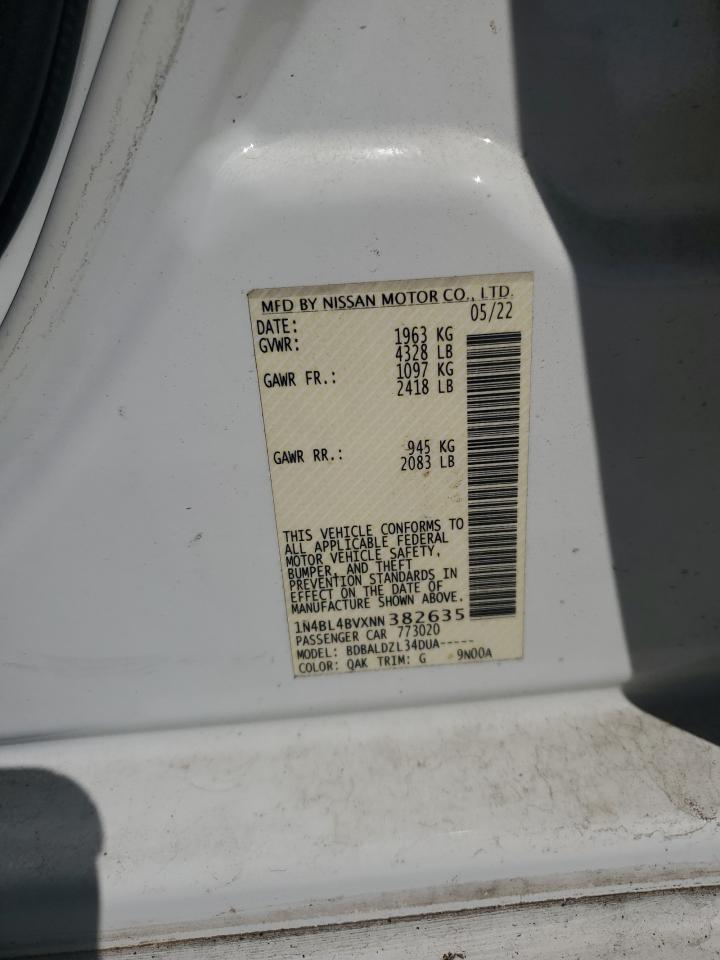 MFD BY NISSAN MOTOR CO., LTD.
DATE: 05/22
GVWR: 1963 KG
4328 LB
GAWR FR.: 1097 KG
2418 LB
GAWR RR.: 945 KG
2083 LB
THIS VEHICLE CONFORMS TO
ALL APPLICABLE FEDERAL
MOTOR VEHICLE SAFETY,
BUMPER, AND THEFT
PREVENTION STANDARDS IN
EFFECT ON THE DATE OF
MANUFACTURE SHOWN ABOVE.
1N4BL4BVXNN382635
PASSENGER CAR 773020
MODEL: BDBALDZL34DUA-----
COLOR: QAK TRIM: G 9N00A